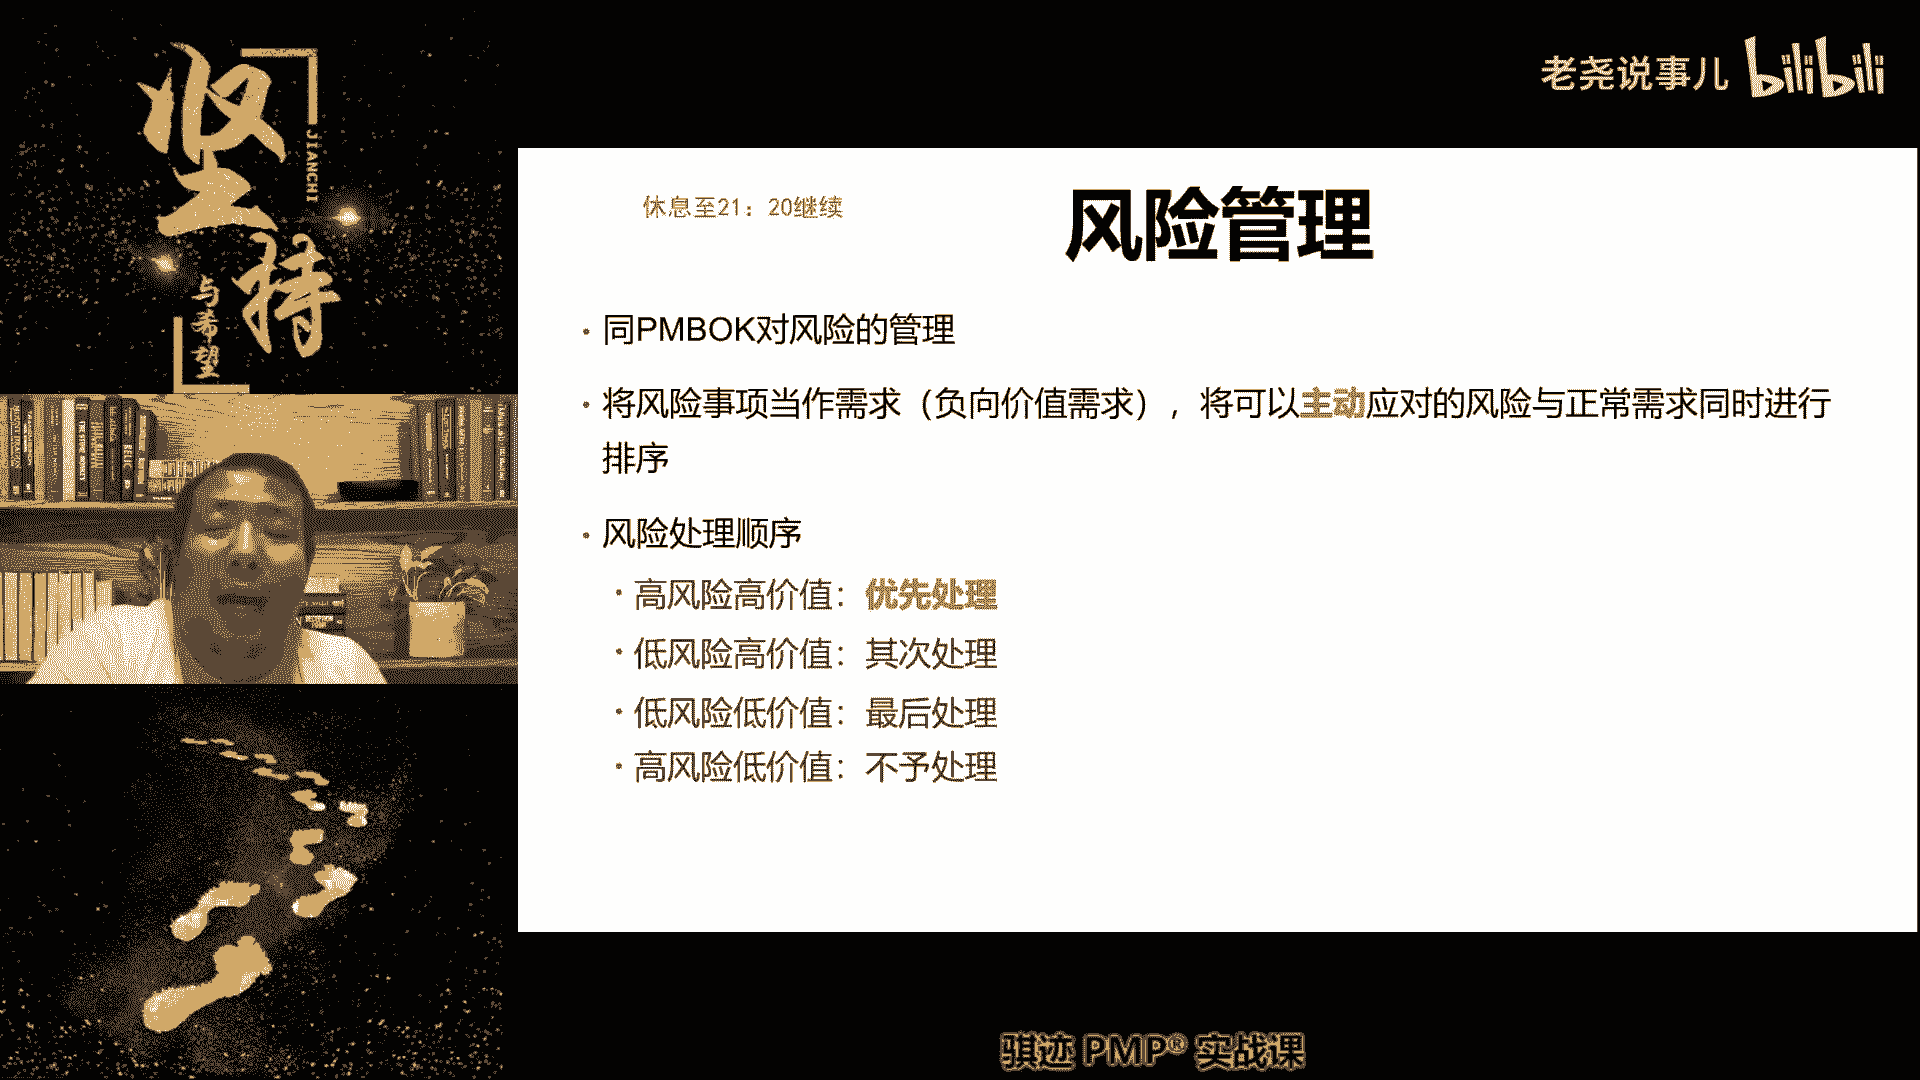 坚持
JIANCHI
与希望
老尧说事儿 bilibili
休息至21：20继续
风险管理
· 同PMBOK对风险的管理
· 将风险事项当作需求（负向价值需求），将可以主动应对的风险与正常需求同时进行
排序
· 风险处理顺序
· 高风险高价值：优先处理
· 低风险高价值：其次处理
· 低风险低价值：最后处理
· 高风险低价值：不予处理
骐迹 PMP® 实战课